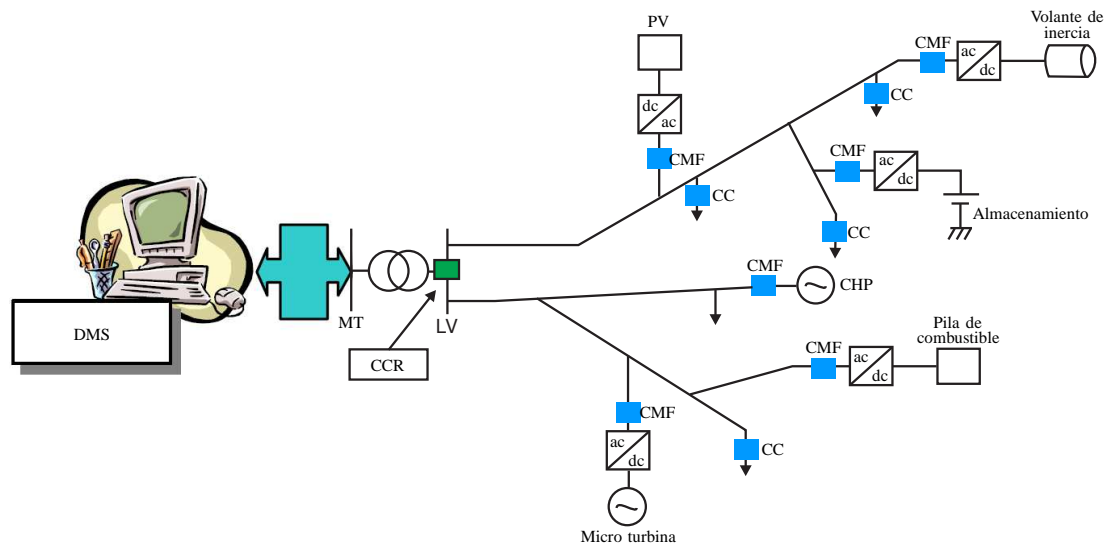 PV
Volante de
inercia
CMF
ac
dc
CC
dc
ac
CMF
CC
CMF
ac
dc
Almacenamiento
CC
CMF
CHP
MT
LV
DMS
CCR
Pila de
combustible
CMF
ac
dc
CMF
ac
dc
CC
Micro turbina